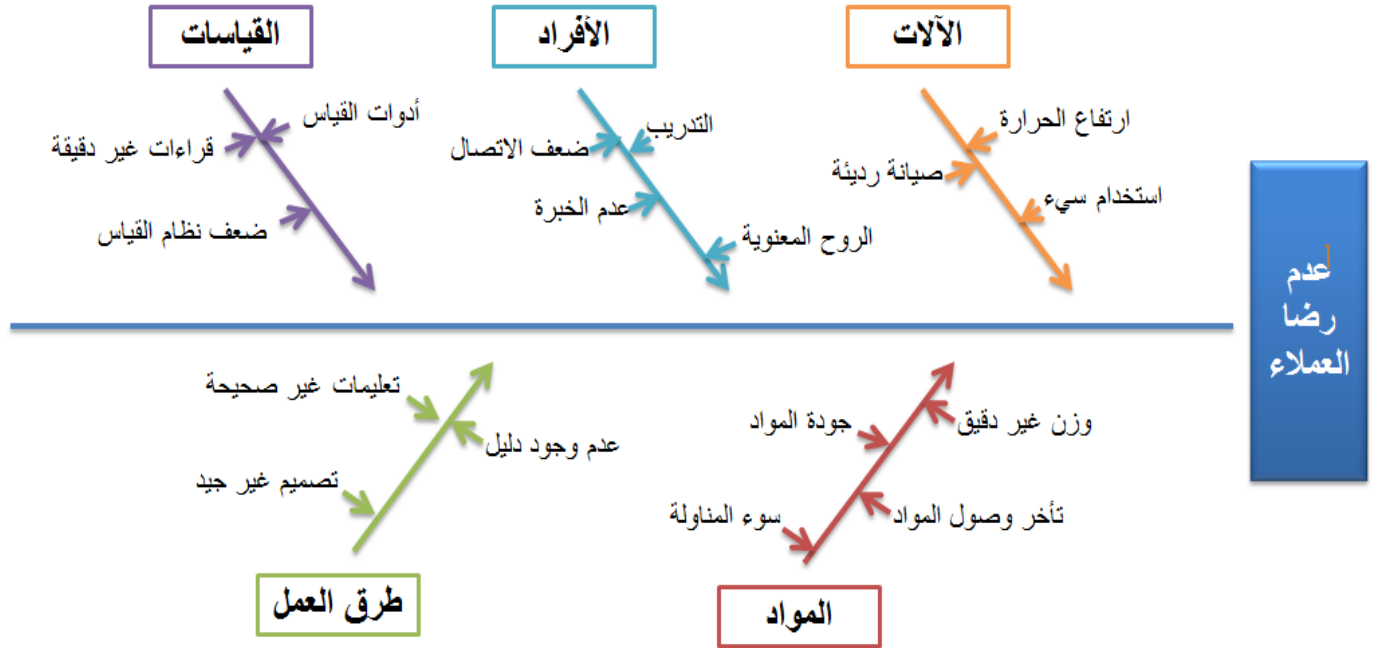 الآلات
الأفراد
القياسات
ارتفاع الحرارة
صيانة رديئة
استخدام سيء
التدريب
ضعف الاتصال
عدم الخبرة
الروح المعنوية
أدوات القياس
قراءات غير دقيقة
ضعف نظام القياس
عدم
رضا
العملاء
وزن غير دقيق
جودة المواد
تأخر وصول المواد
سوء المناولة
المواد
تعليمات غير صحيحة
عدم وجود دليل
تصميم غير جيد
طرق العمل